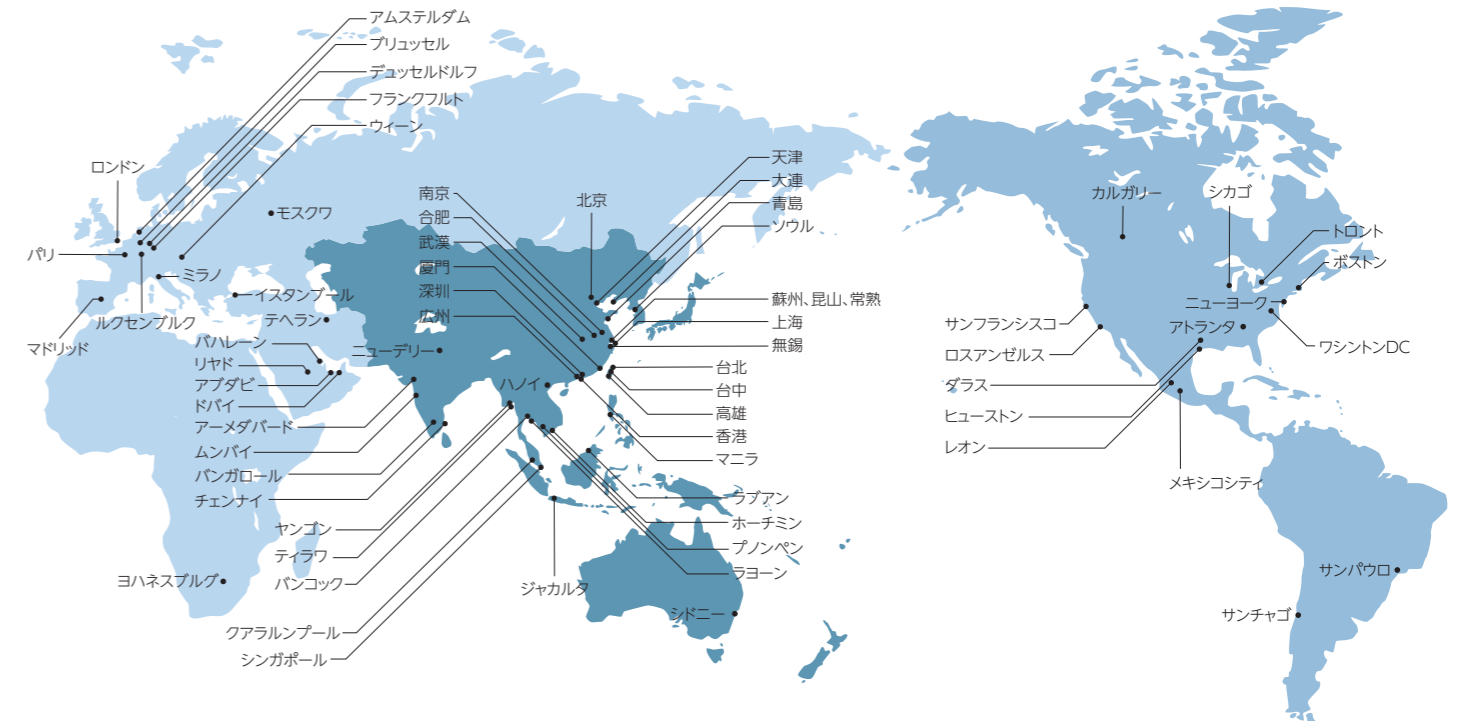 アムステルダム
ブリュッセル
デュッセルドルフ
フランクフルト
ウィーン
ロンドン
モスクワ
パリ
ミラノ
イスタンブール
ルクセンブルク
テヘラン
マドリッド
バハレーン
リヤド
アブダビ
ドバイ
ニューデリー
アーメダバード
ムンバイ
バンガロール
チェンナイ
ヤンゴン
ティラワ
バンコック
ヨハネスブルグ
クアラルンプール
シンガポール
南京
合肥
武漢
厦門
深圳
広州
北京
ハノイ
天津
大連
青島
ソウル
蘇州、昆山、常熟
上海
無錫
台北
台中
高雄
香港
マニラ
ラブアン
ホーチミン
プノンペン
ラヨーン
ジャカルタ
シドニー
カルガリー
シカゴ
トロント
ボストン
ニューヨーク
サンフランシスコ
アトランタ
ロスアンゼルス
ワシントンDC
ダラス
ヒューストン
レオン
メキシコシティ
サンパウロ
サンチャゴ